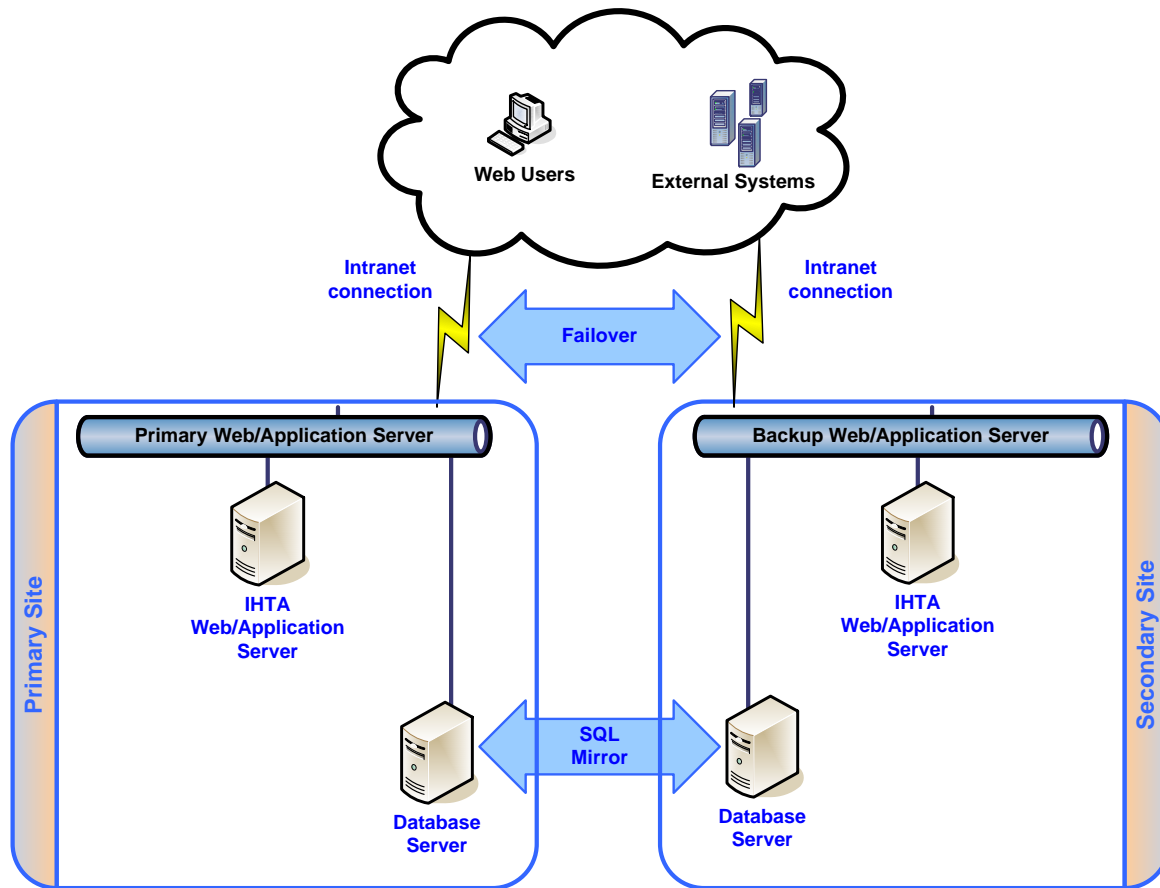 Web Users
External Systems
Intranet
connection
Intranet
connection
Failover
Primary Web/Application Server
Backup Web/Application Server
IHTA
Web/Application
Server
IHTA
Web/Application
Server
Primary Site
Secondary Site
SQL
Mirror
Database
Server
Database
Server